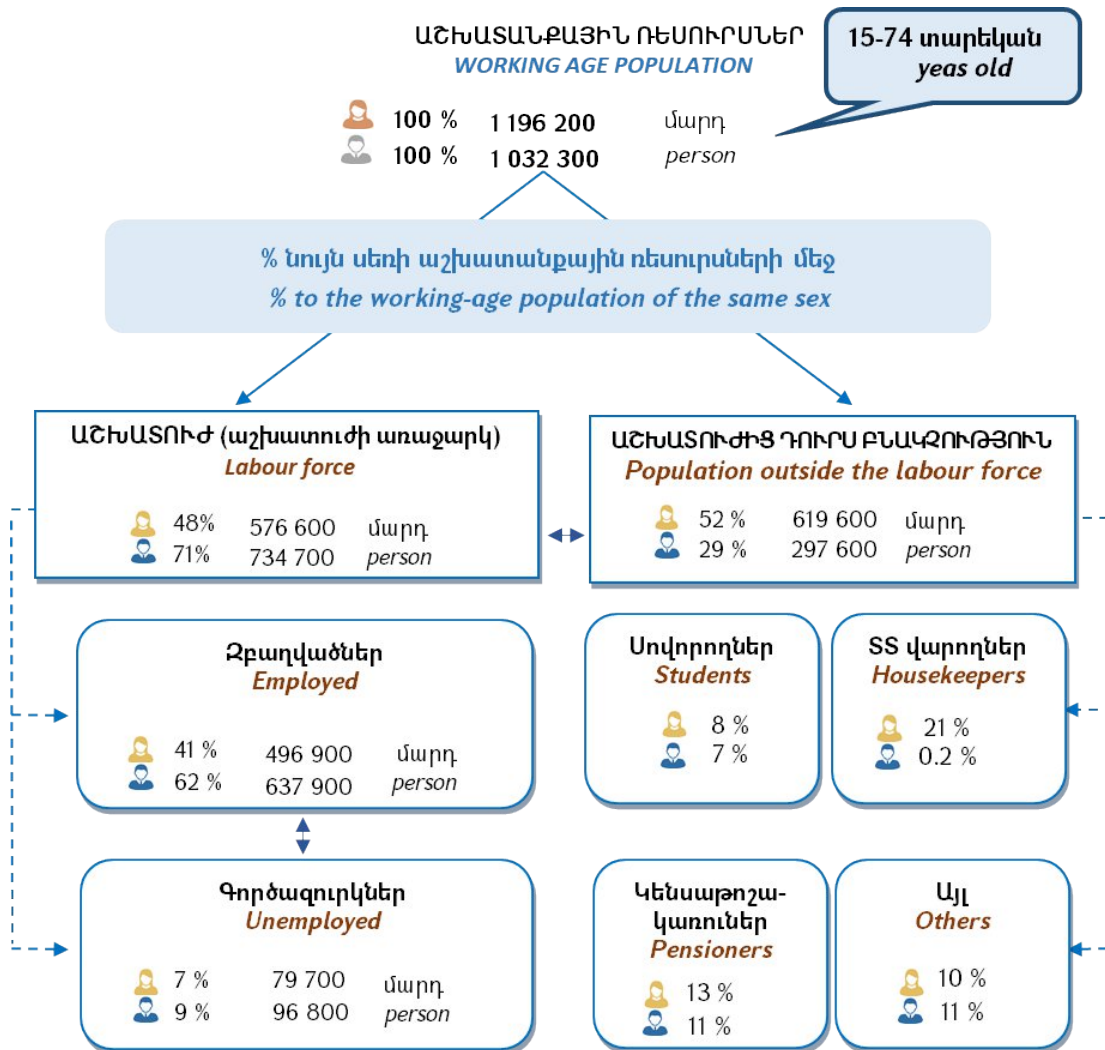 ԱՇԽԱՏԱՆՔԱՅԻՆ ՌԵՍՈՒՐՍՆԵՐ
WORKING AGE POPULATION
15-74 տարեկան
yeas old
100 % 1 196 200 մարդ
100 % 1 032 300 person
% նույն սեռի աշխատանքային ռեսուրսների մեջ
% to the working-age population of the same sex
ԱՇԽԱՏՈՒԺ (աշխատուժի առաջարկ)
Labour force
48% 576 600 մարդ
71% 734 700 person
ԱՇԽԱՏՈՒԺԻՑ ԴՈՒՐՍ ԲՆԱԿՉՈՒԹՅՈՒՆ
Population outside the labour force
52 % 619 600 մարդ
29 % 297 600 person
Զբաղվածներ
Employed
41 % 496 900 մարդ
62 % 637 900 person
Սովորողներ
Students
8 %
7 %
ՏՏ վարողներ
Housekeepers
21 %
0.2 %
Գործազուրկներ
Unemployed
7 % 79 700 մարդ
9 % 96 800 person
Կենսաթոշա-
կառուներ
Pensioners
13 %
11 %
Այլ
Others
10 %
11 %